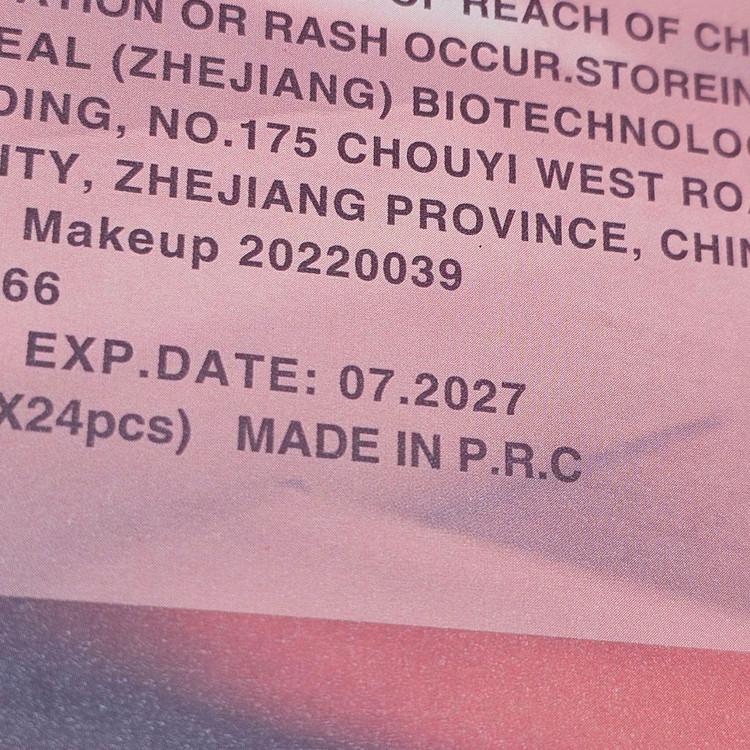 OF REACH OF CH
ATION OR RASH OCCUR.STOREIN
EAL (ZHEJIANG) BIOTECHNOLO
DING, NO.175 CHOUYI WEST RO
ITY, ZHEJIANG PROVINCE, CHIN
Makeup 20220039
66
EXP.DATE: 07.2027
X24pcs) MADE IN P.R.C